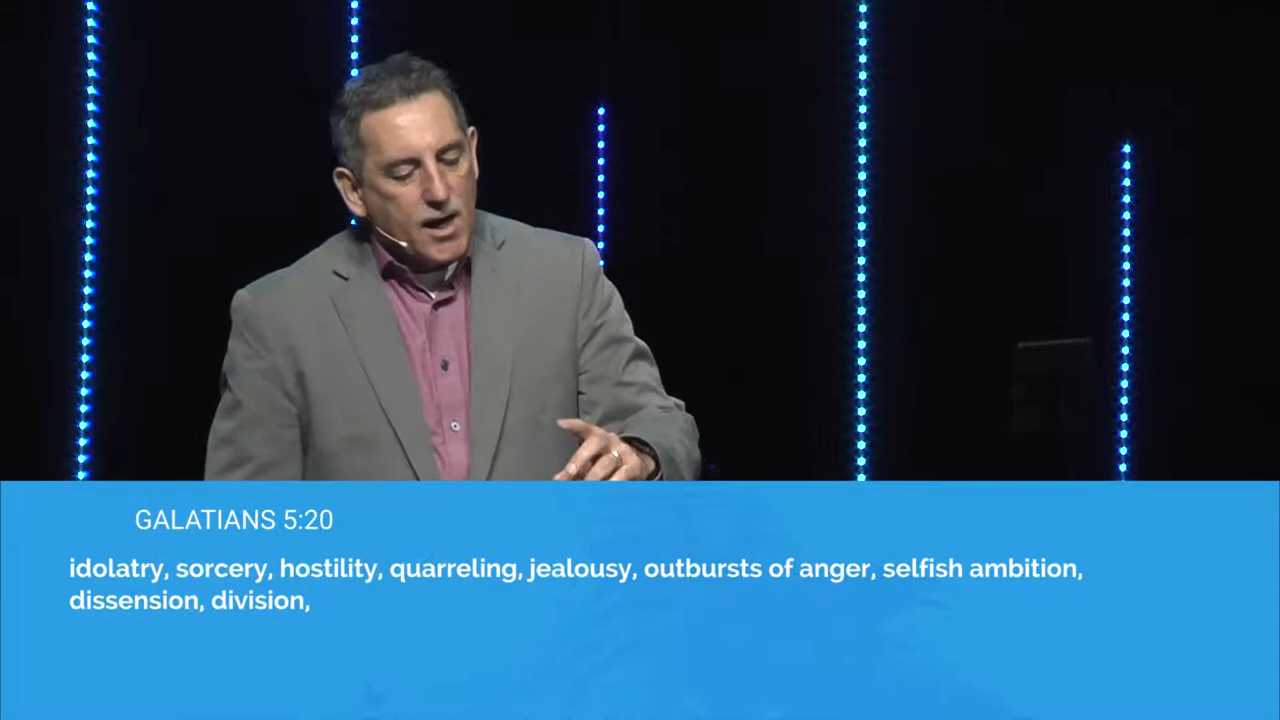 GALATIANS 5:20
idolatry, sorcery, hostility, quarreling, jealousy, outbursts of anger, selfish ambition,
dissension, division,